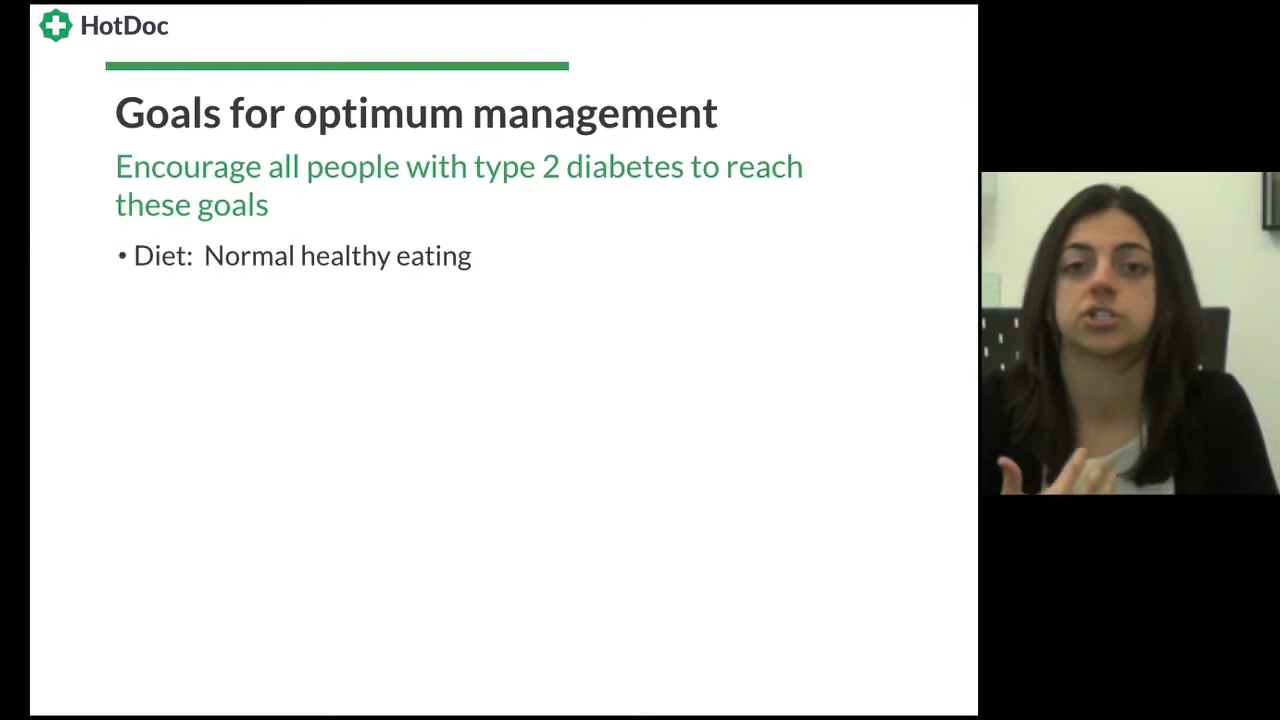 HotDoc
Goals for optimum management
Encourage all people with type 2 diabetes to reach
these goals
• Diet:  Normal healthy eating